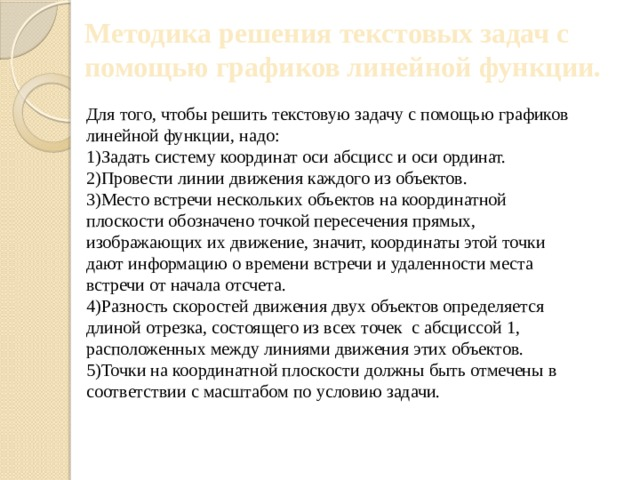 Методика решения текстовых задач с
помощью графиков линейной функции.
Для того, чтобы решить текстовую задачу с помощью графиков
линейной функции, надо:
1)Задать систему координат оси абсцисс и оси ординат.
2)Провести линии движения каждого из объектов.
3)Место встречи нескольких объектов на координатной
плоскости обозначено точкой пересечения прямых,
изображающих их движение, значит, координаты этой точки
дают информацию о времени встречи и удаленности места
встречи от начала отсчета.
4)Разность скоростей движения двух объектов определяется
длиной отрезка, состоящего из всех точек  с абсциссой 1,
расположенных между линиями движения этих объектов.
5)Точки на координатной плоскости должны быть отмечены в
соответствии с масштабом по условию задачи.